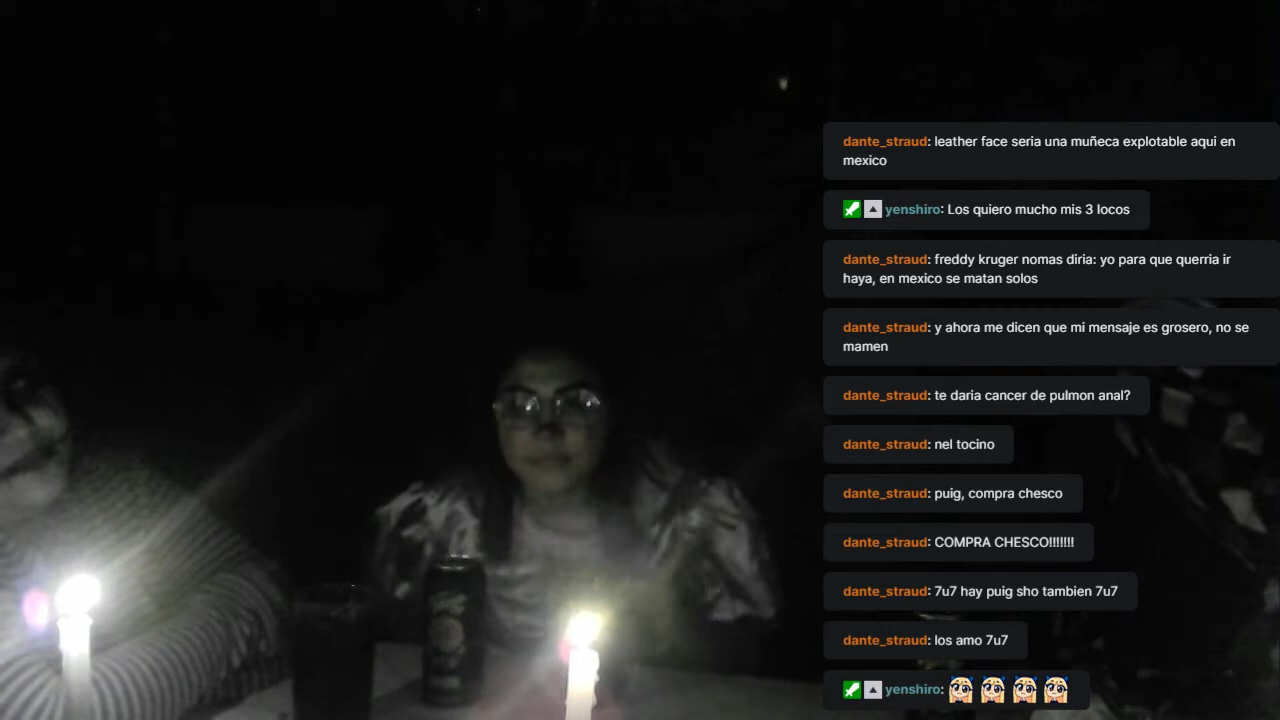 dante_straud: leather face seria una muñeca explotable aqui en
mexico
yenshiro: Los quiero mucho mis 3 locos
dante_straud: freddy kruger nomas diria: yo para que querria ir
haya, en mexico se matan solos
dante_straud: y ahora me dicen que mi mensaje es grosero, no se
mamen
dante_straud: te daria cancer de pulmon anal?
dante_straud: nel tocino
dante_straud: puig, compra chesco
dante_straud: COMPRA CHESCO!!!!!!!
dante_straud: 7u7 hay puig sho tambien 7u7
dante_straud: los amo 7u7
yenshiro: